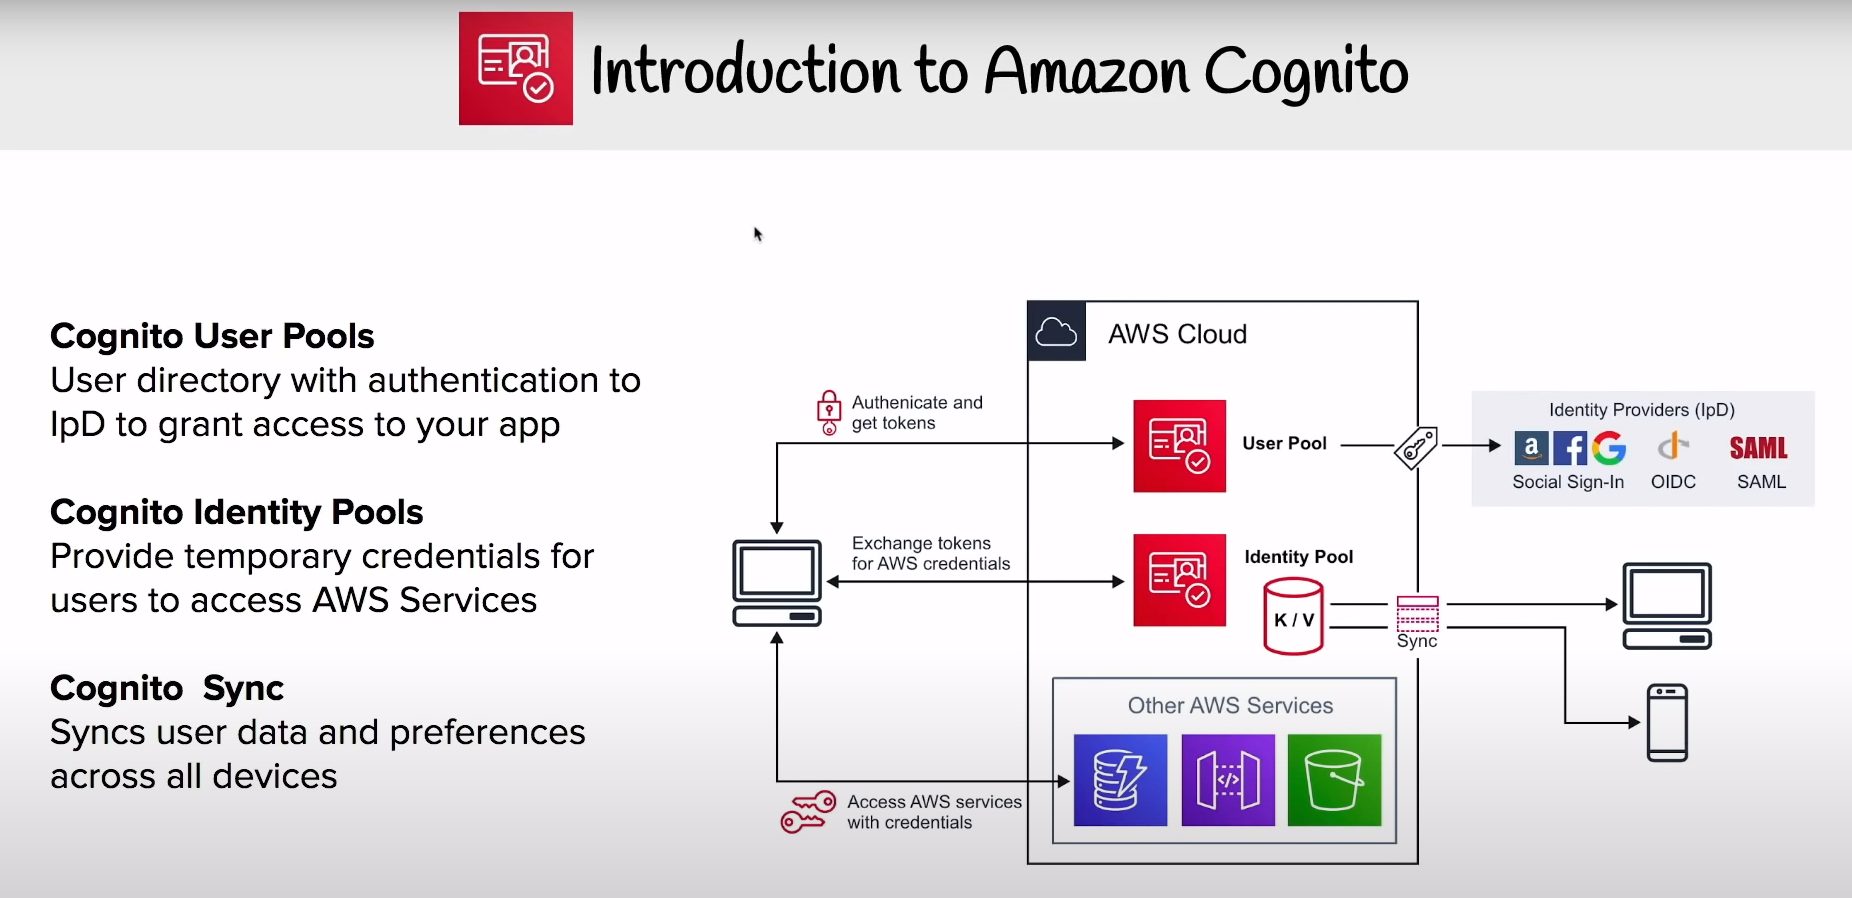 Introduction to Amazon Cognito
Cognito User Pools
User directory with authentication to
IpD to grant access to your app
Cognito Identity Pools
Provide temporary credentials for
users to access AWS Services
Cognito Sync
Syncs user data and preferences
across all devices
AWS Cloud
Authenicate and
get tokens
User Pool
Identity Providers (IpD)
a f G
SAML
Social Sign-In
OIDC
SAML
Exchange tokens
for AWS credentials
Identity Pool
K / V
Sync
Other AWS Services
</>
Access AWS services
with credentials